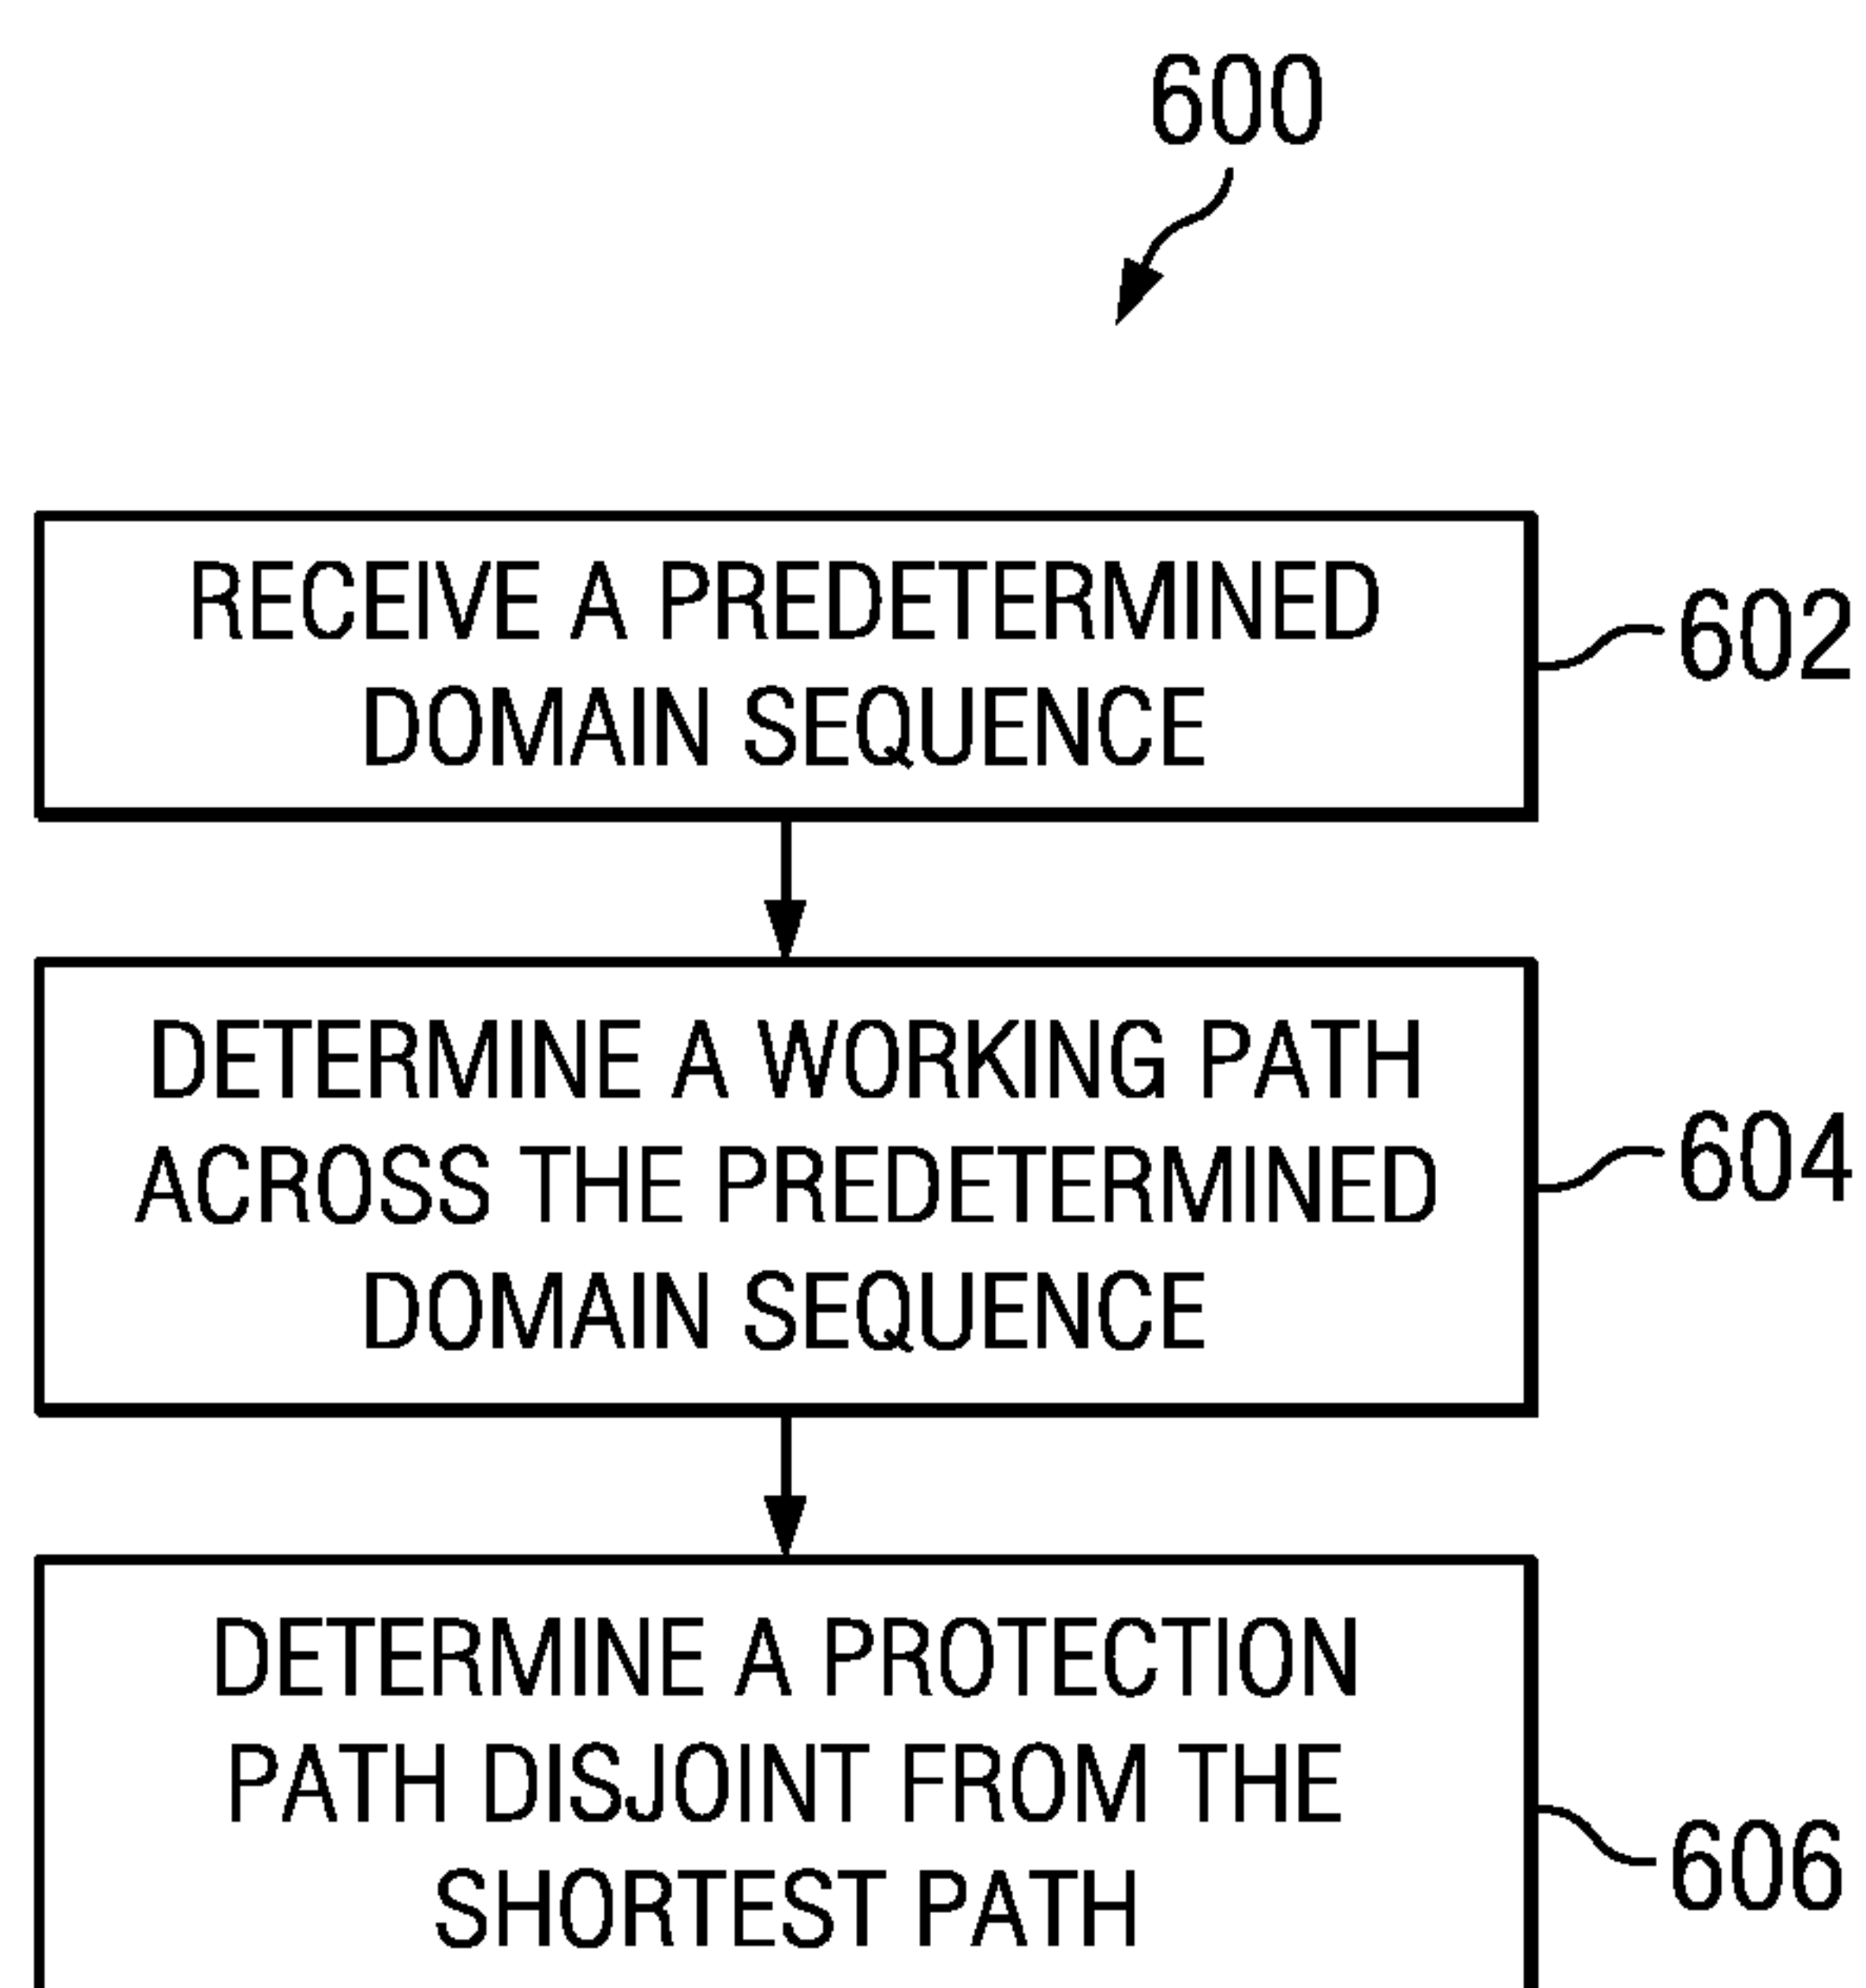 600
RECEIVE A PREDETERMINED
DOMAIN SEQUENCE
602
DETERMINE A WORKING PATH
ACROSS THE PREDETERMINED
DOMAIN SEQUENCE
604
DETERMINE A PROTECTION
PATH DISJOINT FROM THE
SHORTEST PATH
606